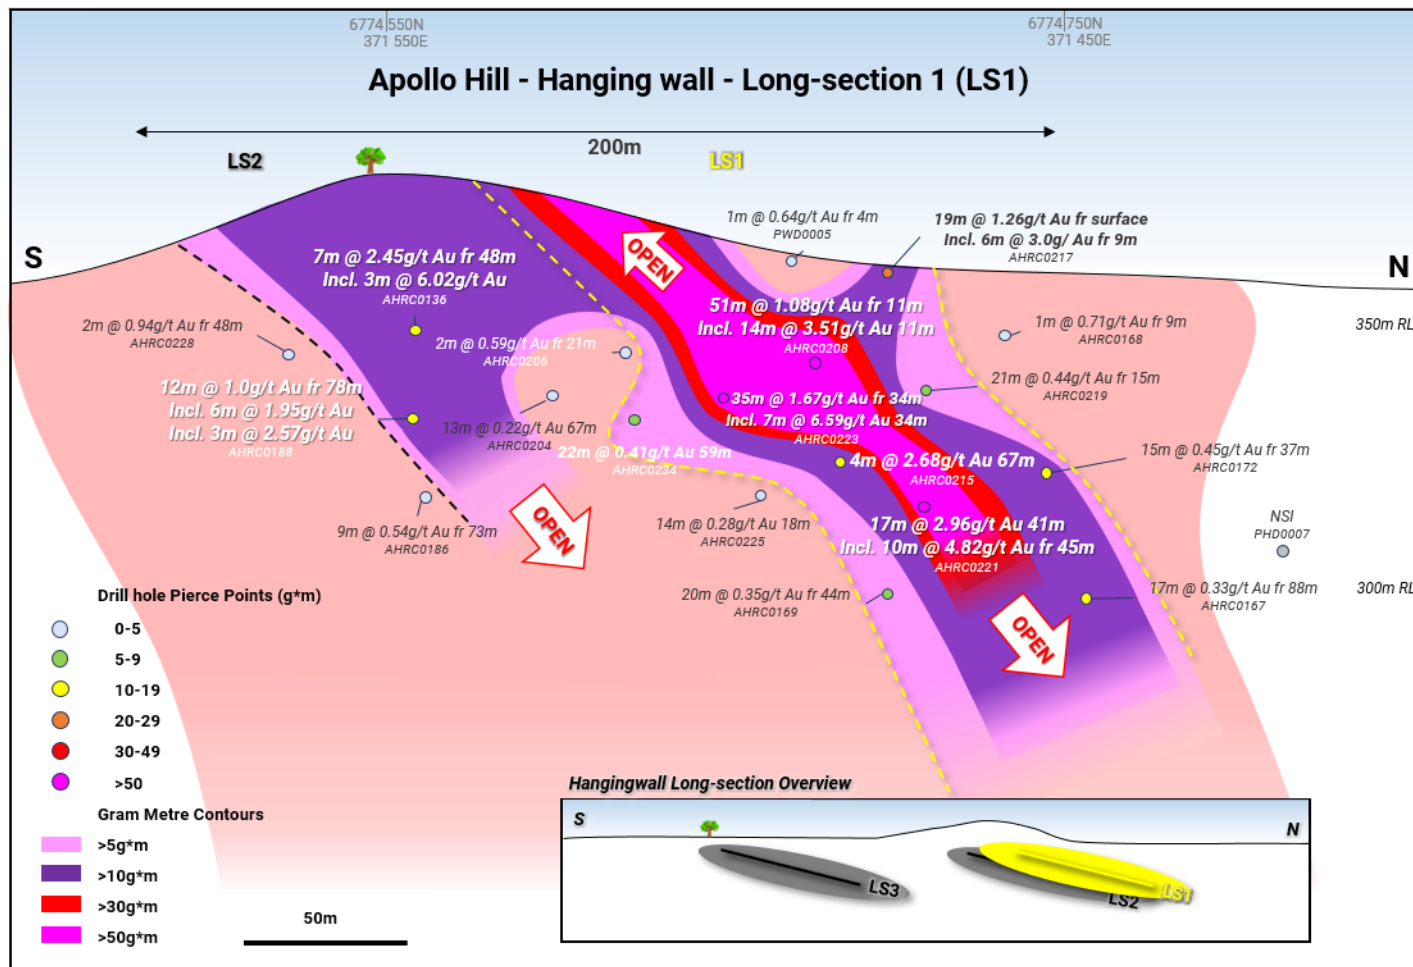 6774 550N
371 550E
6774 750N
371 450E
Apollo Hill - Hanging wall - Long-section 1 (LS1)
200m
LS2
LS1
S
N
1m @ 0.64g/t Au fr 4m
PWD0005
19m @ 1.26g/t Au fr surface
Incl. 6m @ 3.0g/ Au fr 9m
AHRC0217
7m @ 2.45g/t Au fr 48m
Incl. 3m @ 6.02g/t Au
AHRC0136
OPEN
51m @ 1.08g/t Au fr 11m
Incl. 14m @ 3.51g/t Au 11m
AHRC0208
2m @ 0.94g/t Au fr 48m
AHRC0228
2m @ 0.59g/t Au fr 21m
AHRC0206
1m @ 0.71g/t Au fr 9m
AHRC0168
350m RL
12m @ 1.0g/t Au fr 78m
Incl. 6m @ 1.95g/t Au
Incl. 3m @ 2.57g/t Au
AHRC0188
21m @ 0.44g/t Au fr 15m
AHRC0219
35m @ 1.67g/t Au fr 34m
Incl. 7m @ 6.59g/t Au 34m
AHRC0223
13m @ 0.22g/t Au 67m
AHRC0204
22m @ 0.41g/t Au 59m
AHRC0234
4m @ 2.68g/t Au 67m
AHRC0215
15m @ 0.45g/t Au fr 37m
AHRC0172
9m @ 0.54g/t Au fr 73m
AHRC0186
OPEN
14m @ 0.28g/t Au 18m
AHRC0225
17m @ 2.96g/t Au 41m
Incl. 10m @ 4.82g/t Au fr 45m
AHRC0221
NSI
PHD0007
20m @ 0.35g/t Au fr 44m
AHRC0169
17m @ 0.33g/t Au fr 88m
AHRC0167
300m RL
OPEN
Drill hole Pierce Points (g*m)
0-5
5-9
10-19
20-29
30-49
>50
Gram Metre Contours
>5g*m
>10g*m
>30g*m
>50g*m
50m
Hangingwall Long-section Overview
S
N
LS3
LS2
LS1